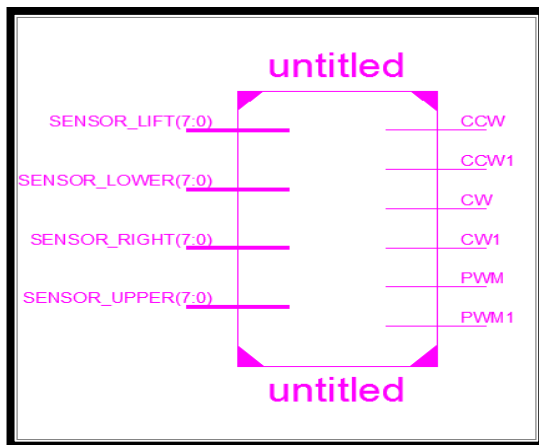 untitled
SENSOR_LIFT(7:0)
SENSOR_LOWER(7:0)
SENSOR_RIGHT(7:0)
SENSOR_UPPER(7:0)
CCW
CCW1
CW
CW1
PWM
PWM1
untitled